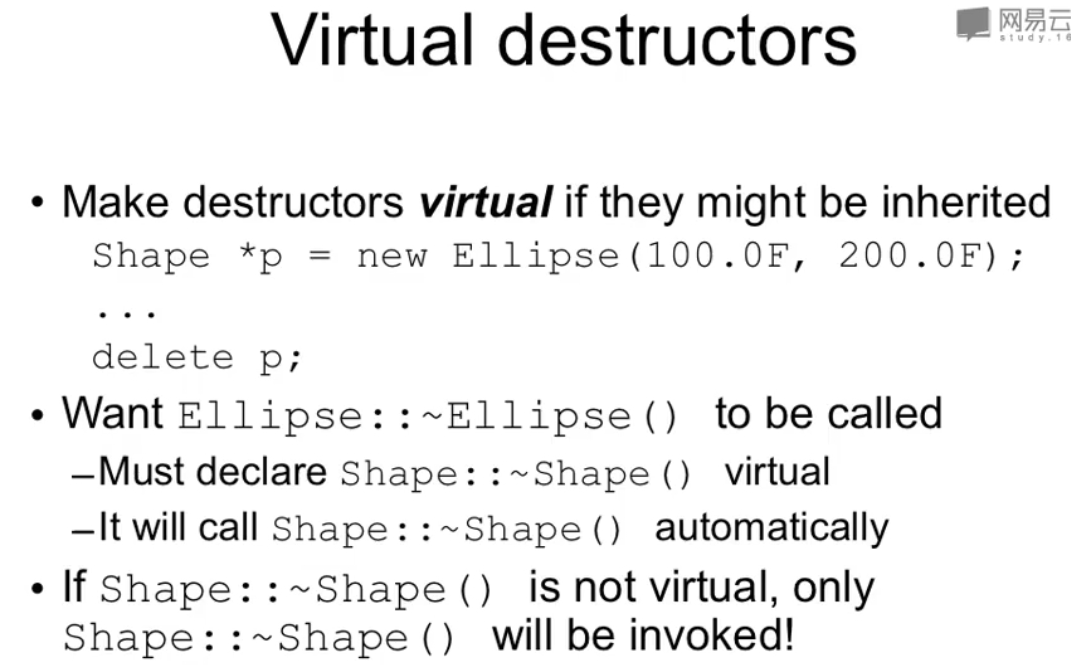 Virtual destructors
网易云
study.16
• Make destructors virtual if they might be inherited
Shape *p = new Ellipse(100.0F, 200.0F);
...
delete p;
• Want Ellipse::~Ellipse() to be called
–Must declare Shape::~Shape() virtual
–It will call Shape::~Shape() automatically
• If Shape::~Shape() is not virtual, only
Shape::~Shape() will be invoked!